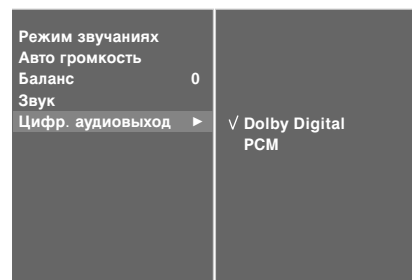 Режим звучаниях
Авто громкость
Баланс 0
Звук
Цифр. аудиовыход ►
√ Dolby Digital
PCM